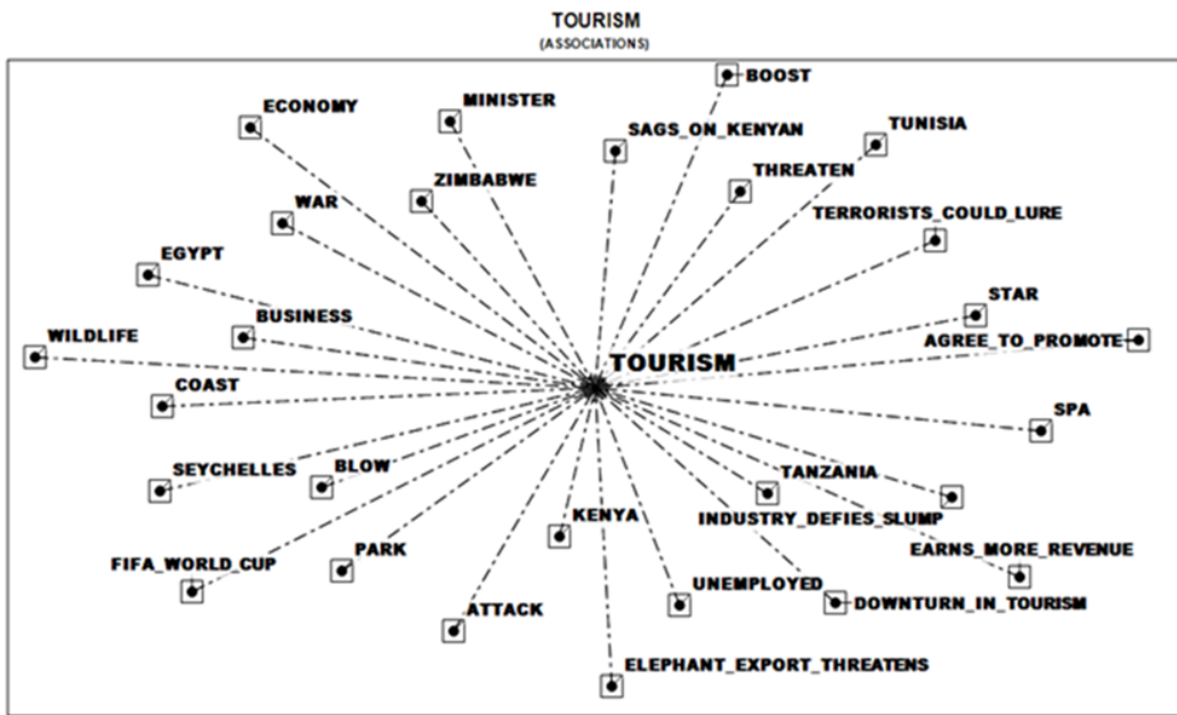 TOURISM
(ASSOCIATIONS)
BOOST
ECONOMY
MINISTER
SAGS_ON_KENYAN
TUNISIA
THREATEN
ZIMBABWE
WAR
TERRORISTS_COULD_LURE
EGYPT
STAR
BUSINESS
WILDLIFE
AGREE_TO_PROMOTE
TOURISM
COAST
SPA
SEYCHELLES
BLOW
TANZANIA
KENYA
INDUSTRY_DEFIES_SLUMP
PARK
EARNS_MORE_REVENUE
FIFA_WORLD_CUP
UNEMPLOYED
DOWNTURN_IN_TOURISM
ATTACK
ELEPHANT_EXPORT_THREATENS